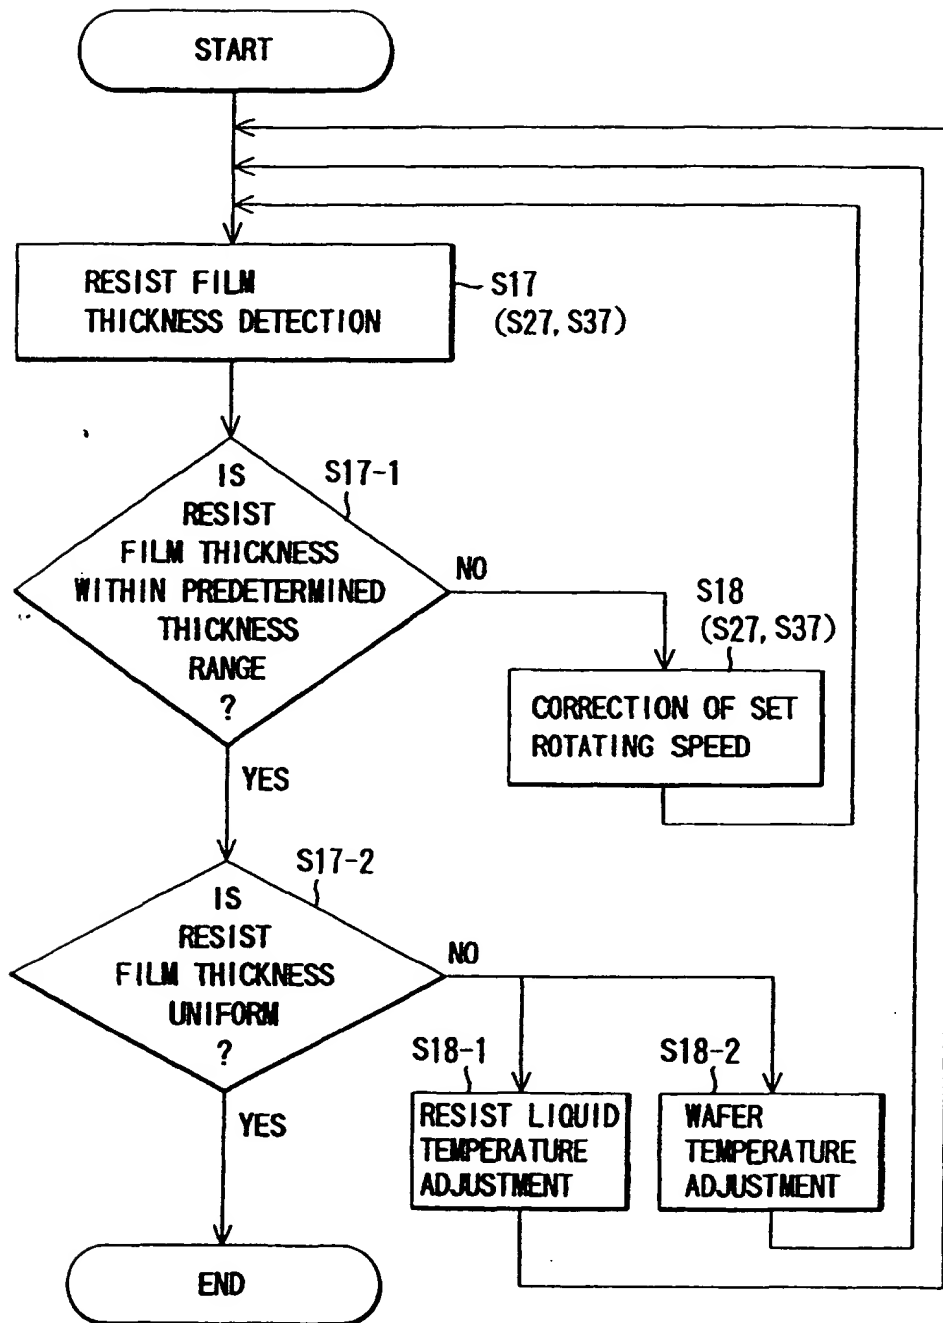 START
RESIST FILM
THICKNESS DETECTION
S17
(S27, S37)
S17-1
IS
RESIST
FILM THICKNESS
WITHIN PREDETERMINED
THICKNESS
RANGE
?
NO
S18
(S27, S37)
CORRECTION OF SET
ROTATING SPEED
YES
S17-2
IS
RESIST
FILM THICKNESS
UNIFORM
?
NO
S18-1
RESIST LIQUID
TEMPERATURE
ADJUSTMENT
S18-2
WAFER
TEMPERATURE
ADJUSTMENT
YES
END